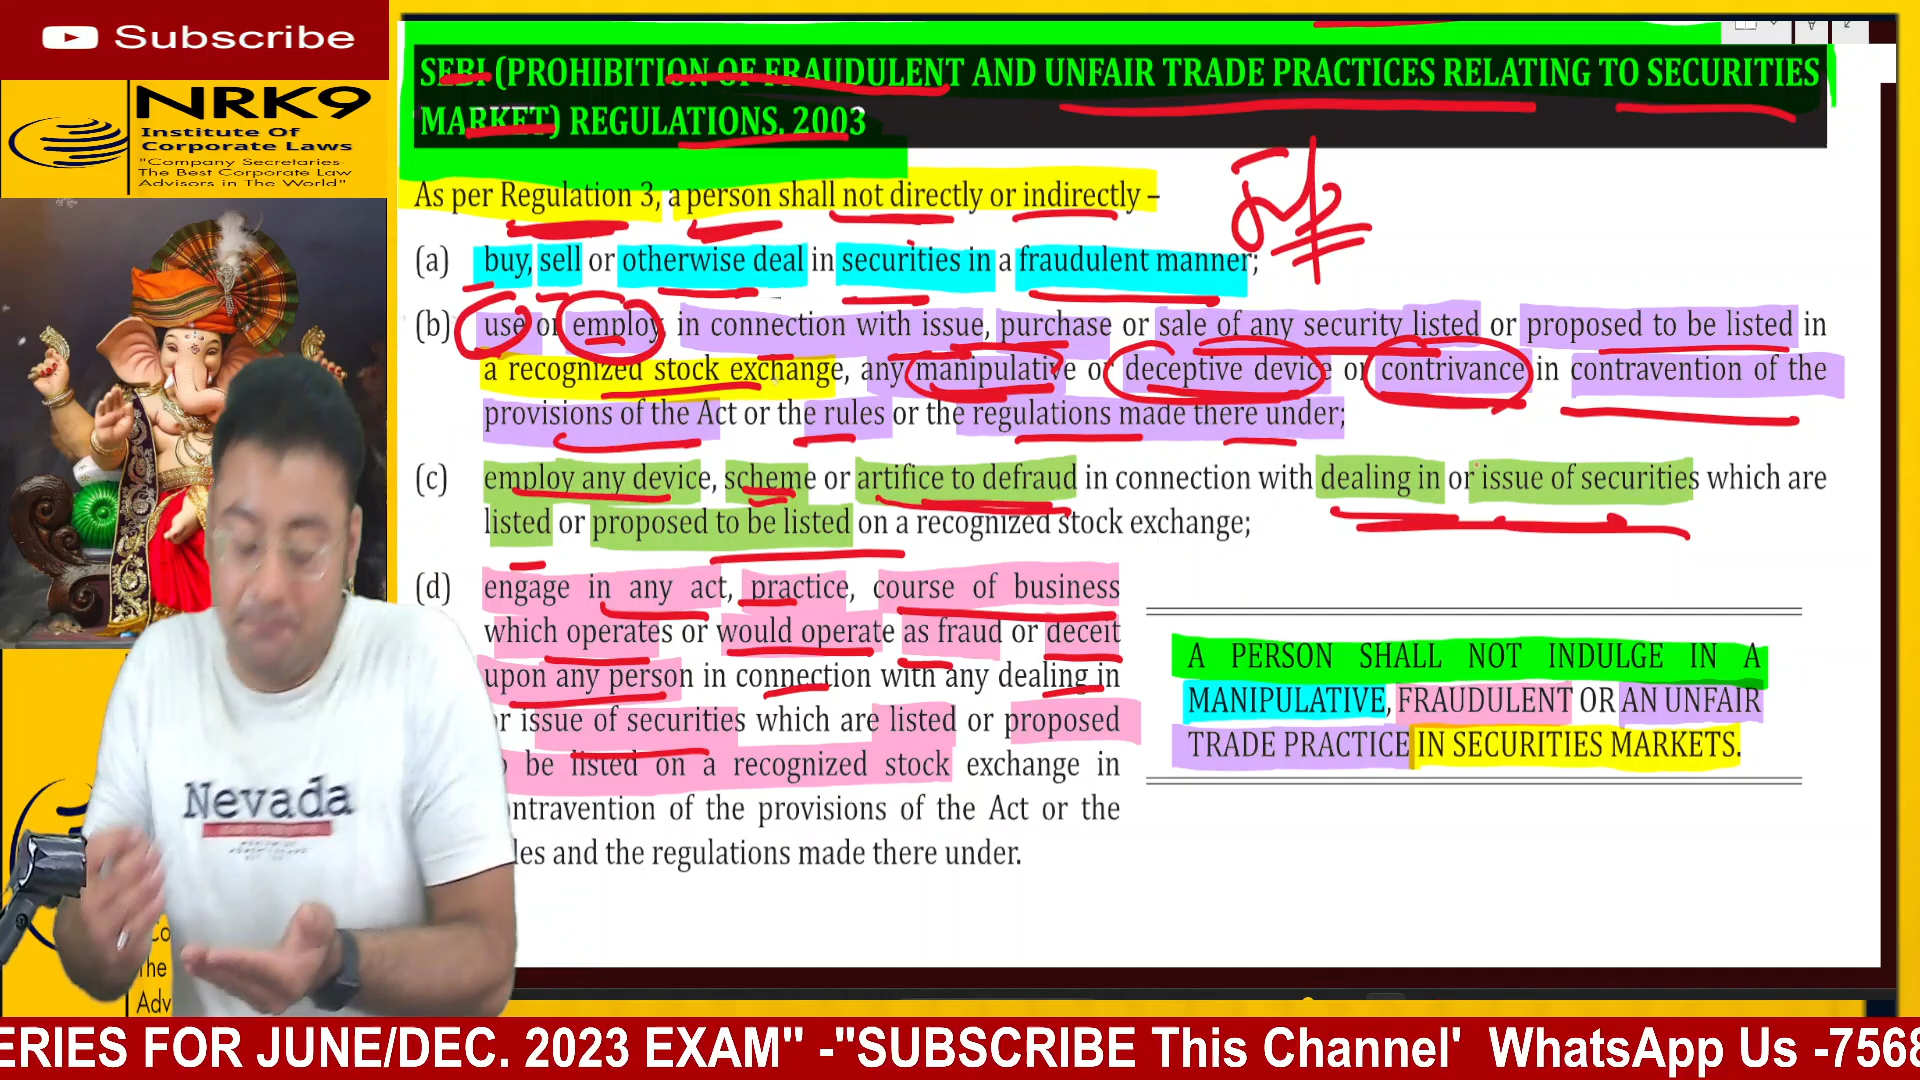 Subscribe
NRK9
Institute Of
Corporate Laws
"Company Secretaries-
The Best Corporate Law
Advisors in The World"
SEBI (PROHIBITION OF FRAUDULENT AND UNFAIR TRADE PRACTICES RELATING TO SECURITIES
MARKET) REGULATIONS, 2003
As per Regulation 3, a person shall not directly or indirectly –
(a) buy, sell or otherwise deal in securities in a fraudulent manner;
(b) use or employ, in connection with issue, purchase or sale of any security listed or proposed to be listed in
a recognized stock exchange, any manipulative or deceptive device or contrivance in contravention of the
provisions of the Act or the rules or the regulations made there under;
(c) employ any device, scheme or artifice to defraud in connection with dealing in or issue of securities which are
listed or proposed to be listed on a recognized stock exchange;
(d) engage in any act, practice, course of business
which operates or would operate as fraud or deceit
upon any person in connection with any dealing in
or issue of securities which are listed or proposed
be listed on a recognized stock exchange in
ntravention of the provisions of the Act or the
les and the regulations made there under.
A PERSON SHALL NOT INDULGE IN A
MANIPULATIVE, FRAUDULENT OR AN UNFAIR
TRADE PRACTICE IN SECURITIES MARKETS.
Nevada
Co
The
Adv
ERIES FOR JUNE/DEC. 2023 EXAM" -"SUBSCRIBE This Channel' WhatsApp Us -7568